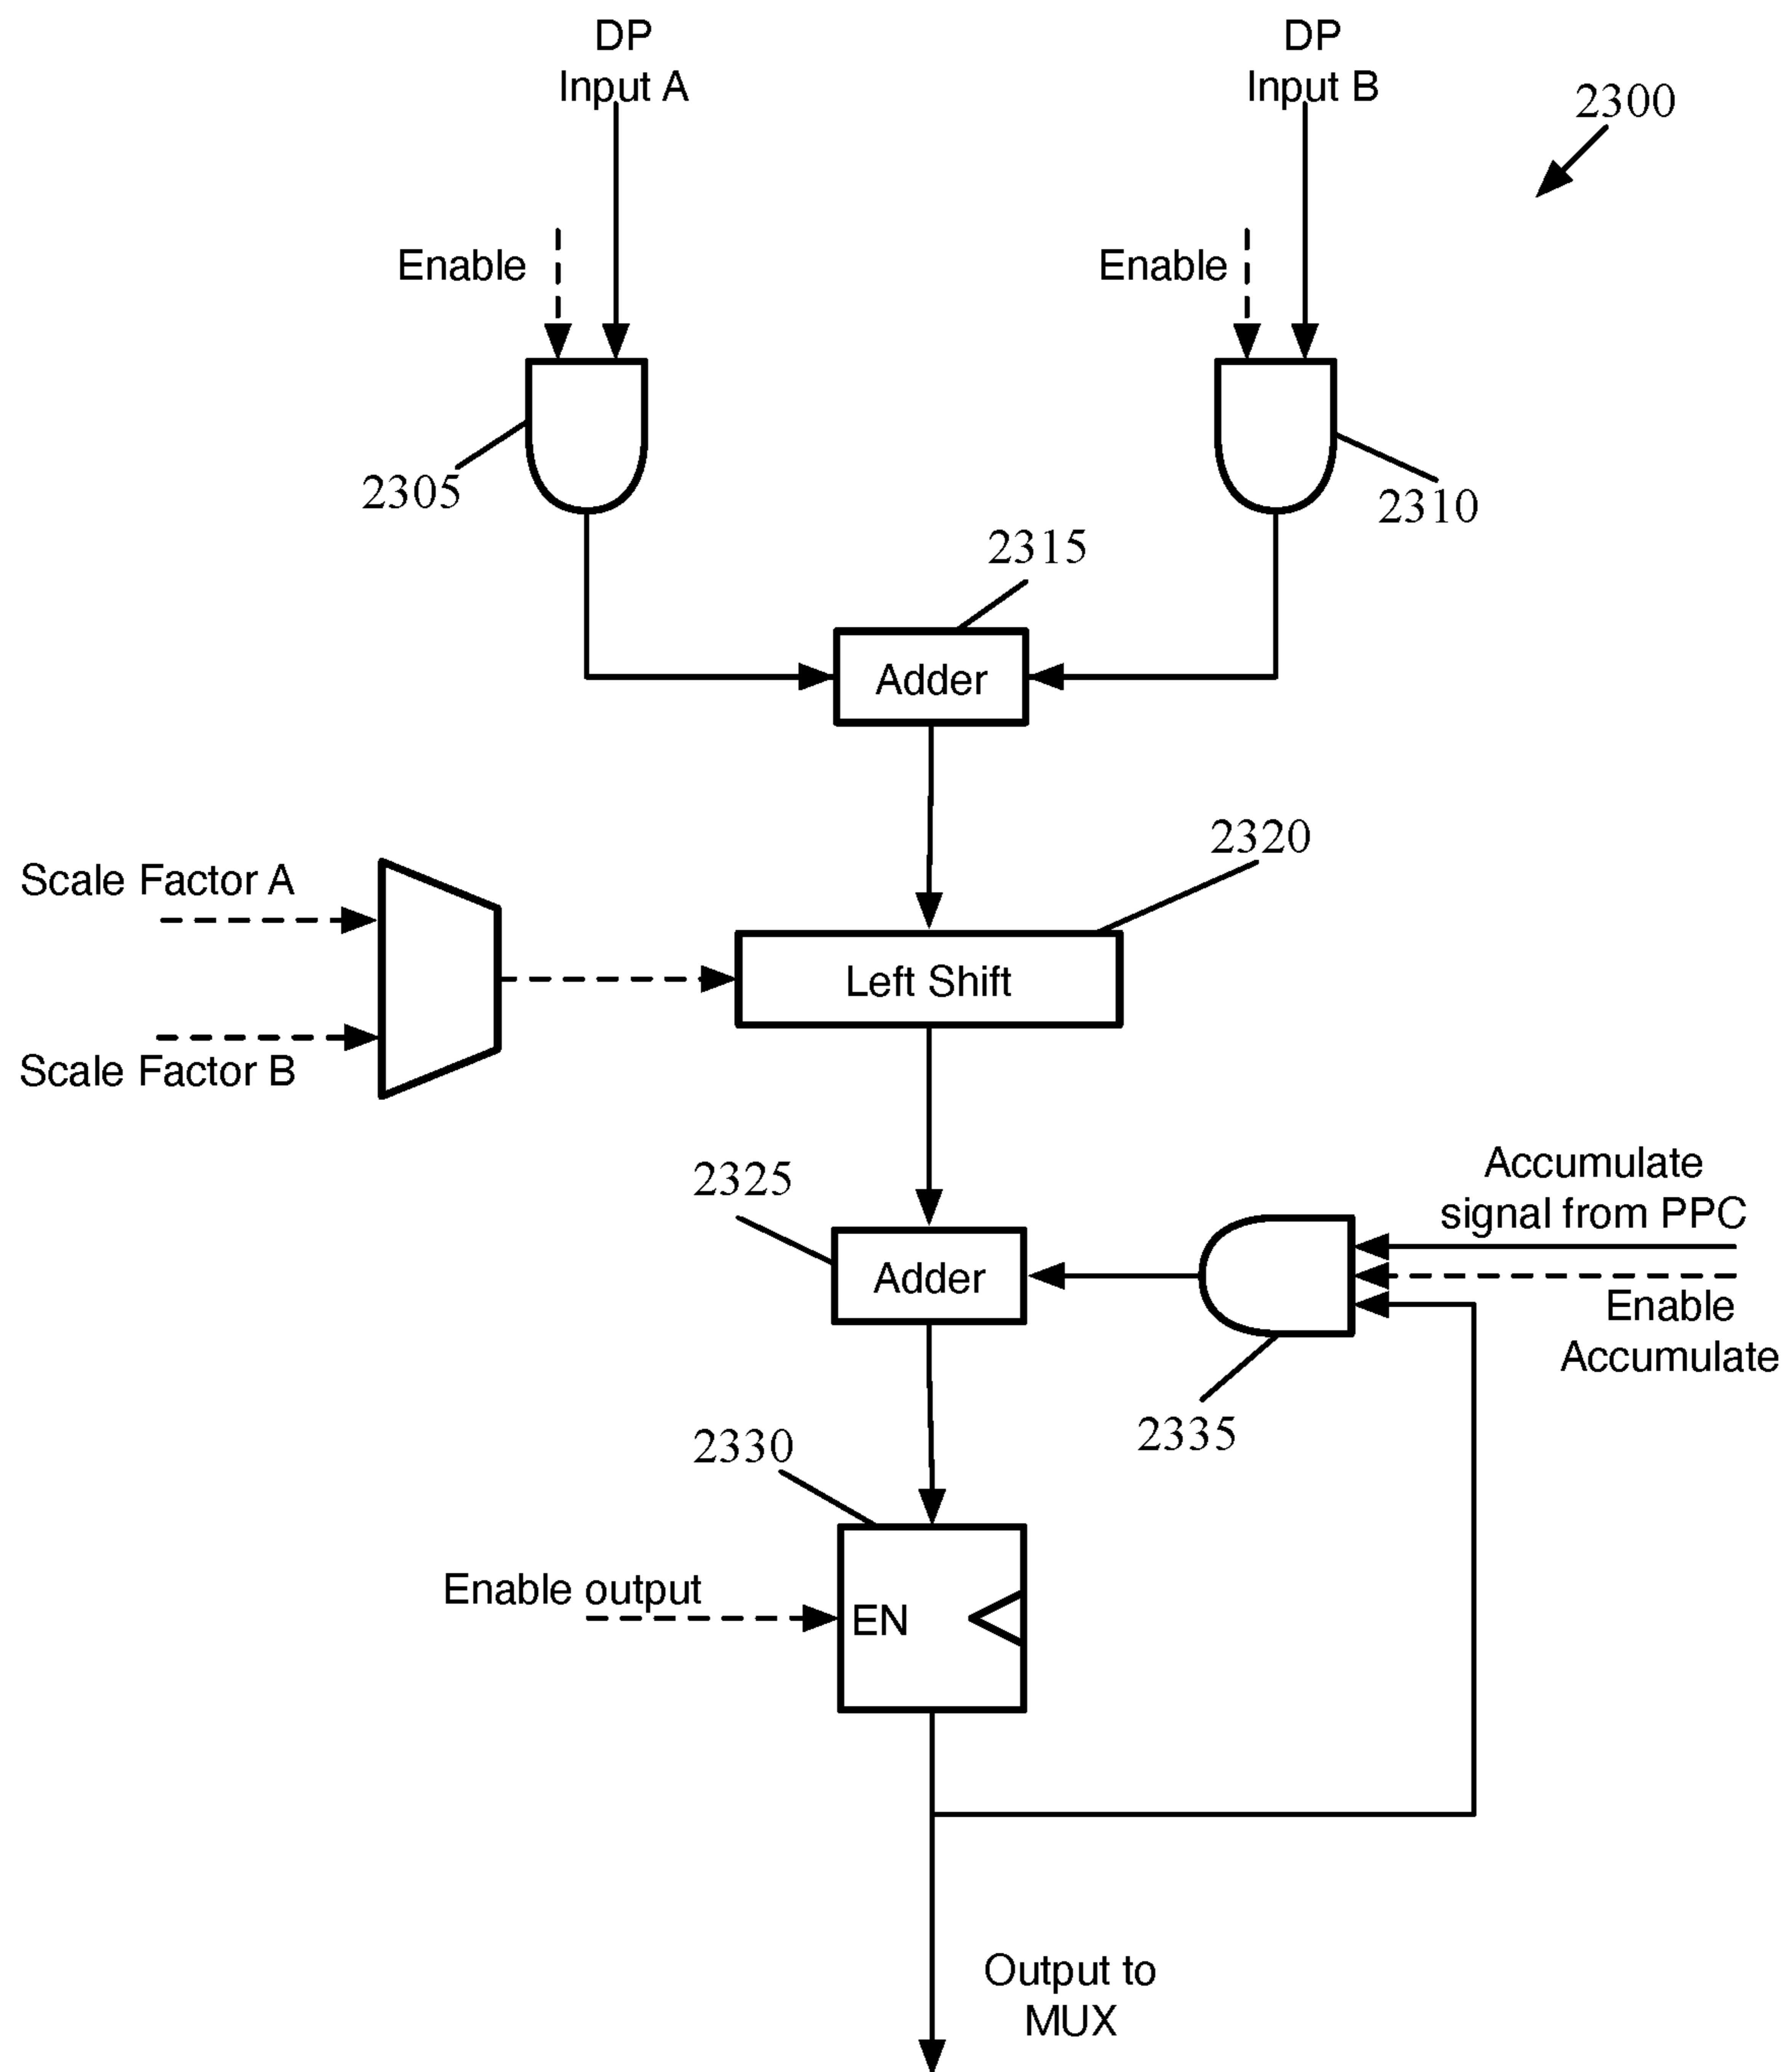 DP
Input A
DP
Input B
2300
Enable
Enable
2305
2310
2315
Adder
2320
Scale Factor A
Left Shift
Scale Factor B
Accumulate
signal from PPC
2325
Adder
Enable
Accumulate
2335
2330
Enable output
EN
Output to
MUX